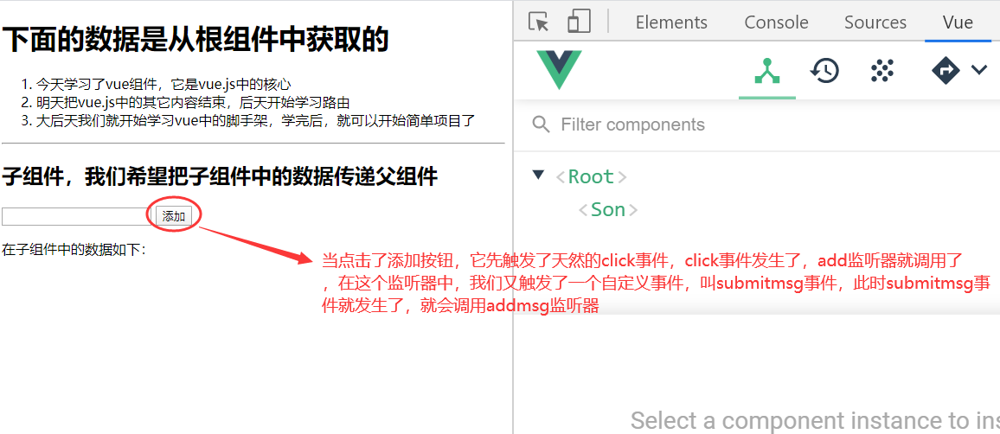 下面的数据是从根组件中获取的
1. 今天学习了vue组件，它是vue.js中的核心
2. 明天把vue.js中的其它内容结束，后天开始学习路由
3. 大后天我们就开始学习vue中的脚手架，学完后，就可以开始简单项目了
子组件，我们希望把子组件中的数据传递父组件
添加
在子组件中的数据如下：
当点击了添加按钮，它先触发了天然的click事件，click事件发生了，add监听器就调用了
，在这个监听器中，我们又触发了一个自定义事件，叫submitmsg事件，此时submitmsg事
件就发生了，就会调用addmsg监听器
Elements Console Sources Vue
Filter components
<Root>
<Son>
Select a component instance to ins